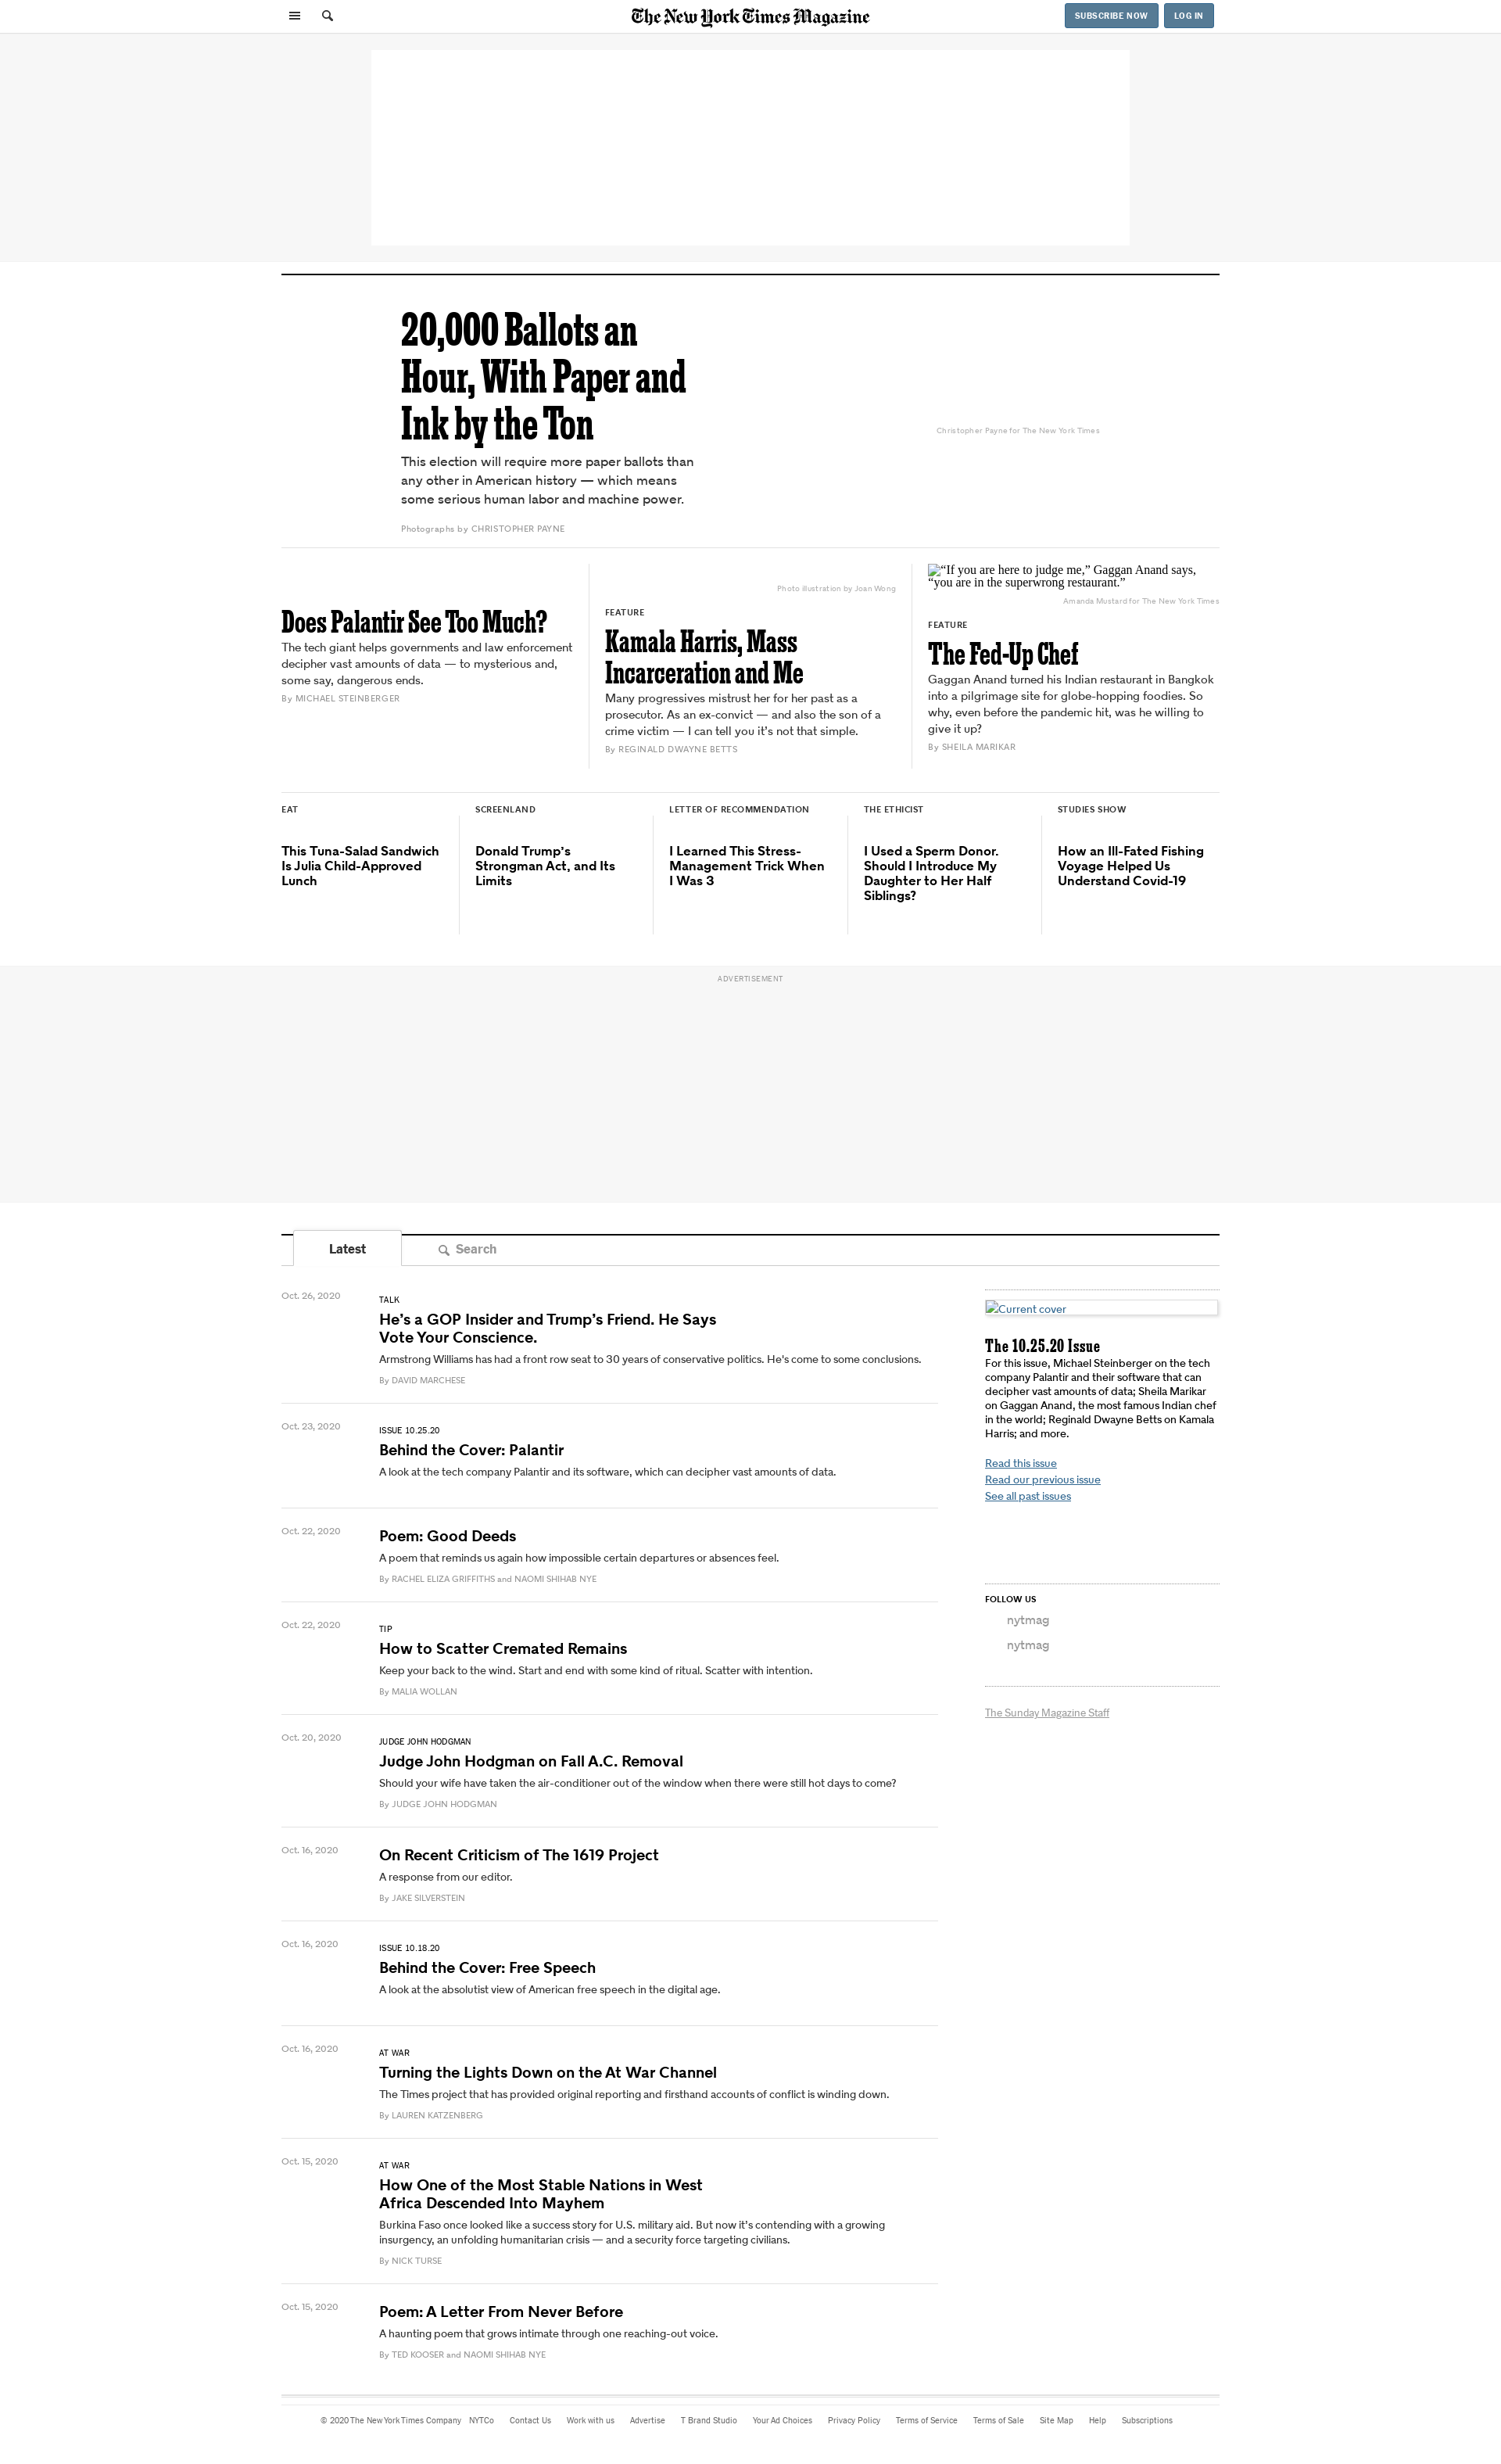 The New York Times Magazine
SUBSCRIBE NOW
LOG IN
20,000 Ballots an
Hour, With Paper and
Ink by the Ton
This election will require more paper ballots than
any other in American history — which means
some serious human labor and machine power.
Photographs by CHRISTOPHER PAYNE
Christopher Payne for The New York Times
Does Palantir See Too Much?
The tech giant helps governments and law enforcement
decipher vast amounts of data — to mysterious and,
some say, dangerous ends.
By MICHAEL STEINBERGER
Photo illustration by Joan Wong
FEATURE
Kamala Harris, Mass
Incarceration and Me
Many progressives mistrust her for her past as a
prosecutor. As an ex-convict — and also the son of a
crime victim — I can tell you it’s not that simple.
By REGINALD DWAYNE BETTS
“If you are here to judge me,” Gaggan Anand says,
“you are in the superwrong restaurant.”
Amanda Mustard for The New York Times
FEATURE
The Fed-Up Chef
Gaggan Anand turned his Indian restaurant in Bangkok
into a pilgrimage site for globe-hopping foodies. So
why, even before the pandemic hit, was he willing to
give it up?
By SHEILA MARIKAR
EAT
This Tuna-Salad Sandwich
Is Julia Child-Approved
Lunch
SCREENLAND
Donald Trump’s
Strongman Act, and Its
Limits
LETTER OF RECOMMENDATION
I Learned This Stress-
Management Trick When
I Was 3
THE ETHICIST
I Used a Sperm Donor.
Should I Introduce My
Daughter to Her Half
Siblings?
STUDIES SHOW
How an Ill-Fated Fishing
Voyage Helped Us
Understand Covid-19
ADVERTISEMENT
Latest
Search
Oct. 26, 2020
TALK
He’s a GOP Insider and Trump’s Friend. He Says
Vote Your Conscience.
Armstrong Williams has had a front row seat to 30 years of conservative politics. He's come to some conclusions.
By DAVID MARCHESE
Oct. 23, 2020
ISSUE 10.25.20
Behind the Cover: Palantir
A look at the tech company Palantir and its software, which can decipher vast amounts of data.
Oct. 22, 2020
Poem: Good Deeds
A poem that reminds us again how impossible certain departures or absences feel.
By RACHEL ELIZA GRIFFITHS and NAOMI SHIHAB NYE
Oct. 22, 2020
TIP
How to Scatter Cremated Remains
Keep your back to the wind. Start and end with some kind of ritual. Scatter with intention.
By MALIA WOLLAN
Oct. 20, 2020
JUDGE JOHN HODGMAN
Judge John Hodgman on Fall A.C. Removal
Should your wife have taken the air-conditioner out of the window when there were still hot days to come?
By JUDGE JOHN HODGMAN
Oct. 16, 2020
On Recent Criticism of The 1619 Project
A response from our editor.
By JAKE SILVERSTEIN
Oct. 16, 2020
ISSUE 10.18.20
Behind the Cover: Free Speech
A look at the absolutist view of American free speech in the digital age.
Oct. 16, 2020
AT WAR
Turning the Lights Down on the At War Channel
The Times project that has provided original reporting and firsthand accounts of conflict is winding down.
By LAUREN KATZENBERG
Oct. 15, 2020
AT WAR
How One of the Most Stable Nations in West
Africa Descended Into Mayhem
Burkina Faso once looked like a success story for U.S. military aid. But now it’s contending with a growing
insurgency, an unfolding humanitarian crisis — and a security force targeting civilians.
By NICK TURSE
Oct. 15, 2020
Poem: A Letter From Never Before
A haunting poem that grows intimate through one reaching-out voice.
By TED KOOSER and NAOMI SHIHAB NYE
Current cover
The 10.25.20 Issue
For this issue, Michael Steinberger on the tech
company Palantir and their software that can
decipher vast amounts of data; Sheila Marikar
on Gaggan Anand, the most famous Indian chef
in the world; Reginald Dwayne Betts on Kamala
Harris; and more.
Read this issue
Read our previous issue
See all past issues
FOLLOW US
nytmag
nytmag
The Sunday Magazine Staff
© 2020 The New York Times Company NYTCo Contact Us Work with us Advertise T Brand Studio Your Ad Choices Privacy Policy Terms of Service Terms of Sale Site Map Help Subscriptions